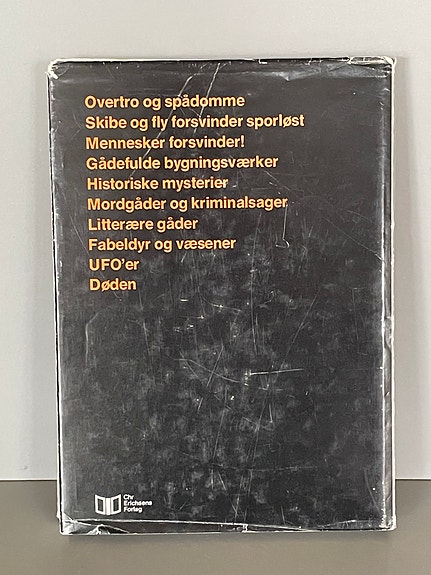 Overtro og spådomme
Skibe og fly forsvinder sporløst
Mennesker forsvinder!
Gådefulde bygningsværker
Historiske mysterier
Mordgåder og kriminalsager
Litterære gåder
Fabeldyr og væsener
UFO'er
Døden
Chr
Erichsens
Forlag